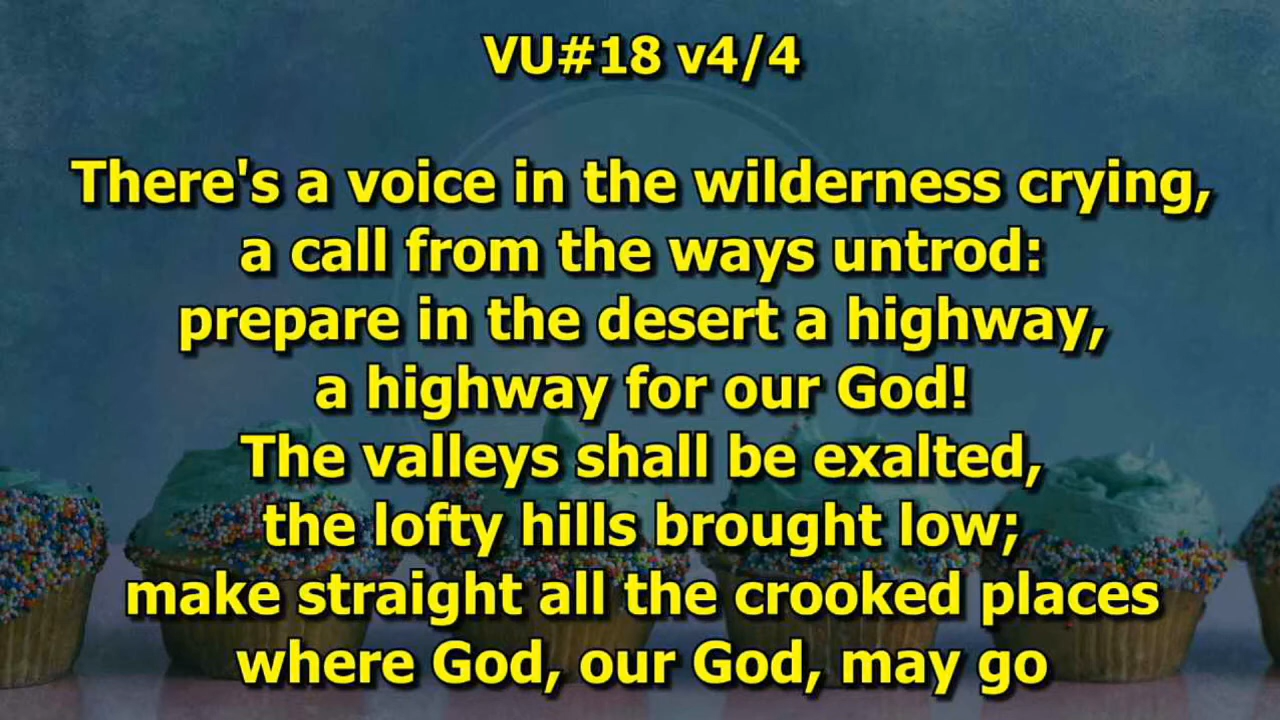 VU#18 v4/4
There's a voice in the wilderness crying,
a call from the ways untrod:
prepare in the desert a highway,
a highway for our God!
The valleys shall be exalted,
the lofty hills brought low;
make straight all the crooked places
where God, our God, may go